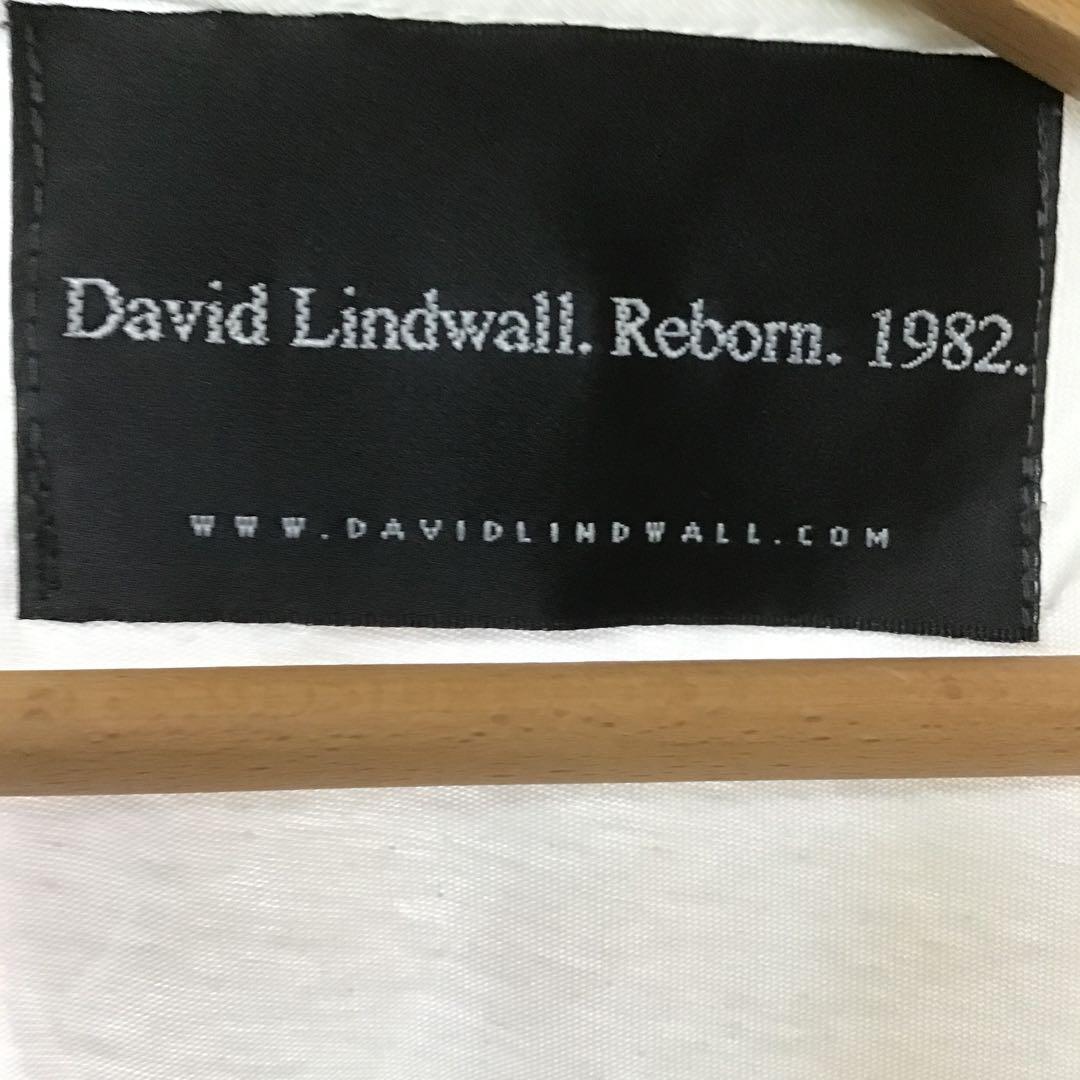 David Lindwall. Reborn. 1982.
WWW.DAVIDLINDWALL.COM